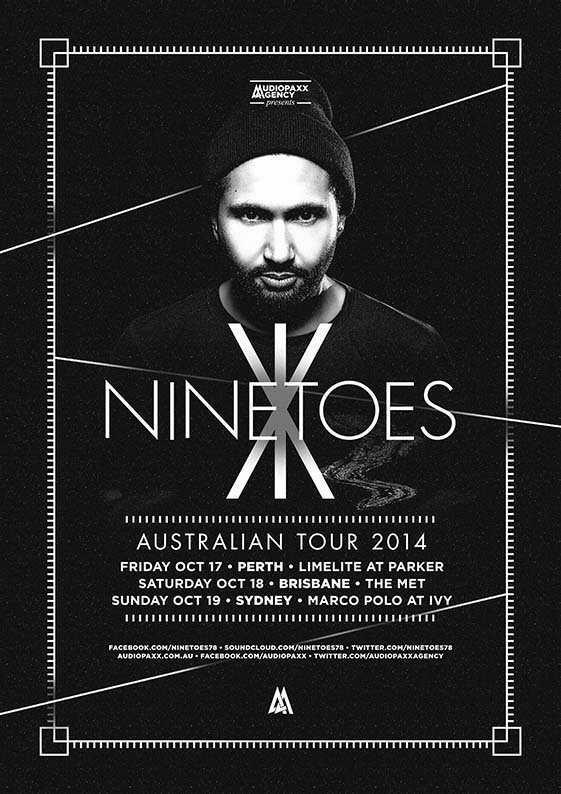 AUDIOPAXX
AGENCY
presents
NINETOES
AUSTRALIAN TOUR 2014
FRIDAY OCT 17 • PERTH • LIMELITE AT PARKER
SATURDAY OCT 18 • BRISBANE • THE MET
SUNDAY OCT 19 • SYDNEY • MARCO POLO AT IVY
FACEBOOK.COM/NINETOES78 • SOUNDCLOUD.COM/NINETOES78 • TWITTER.COM/NINETOES78
AUDIOPAXX.COM.AU • FACEBOOK.COM/AUDIOPAXX • TWITTER.COM/AUDIOPAXXAGENCY